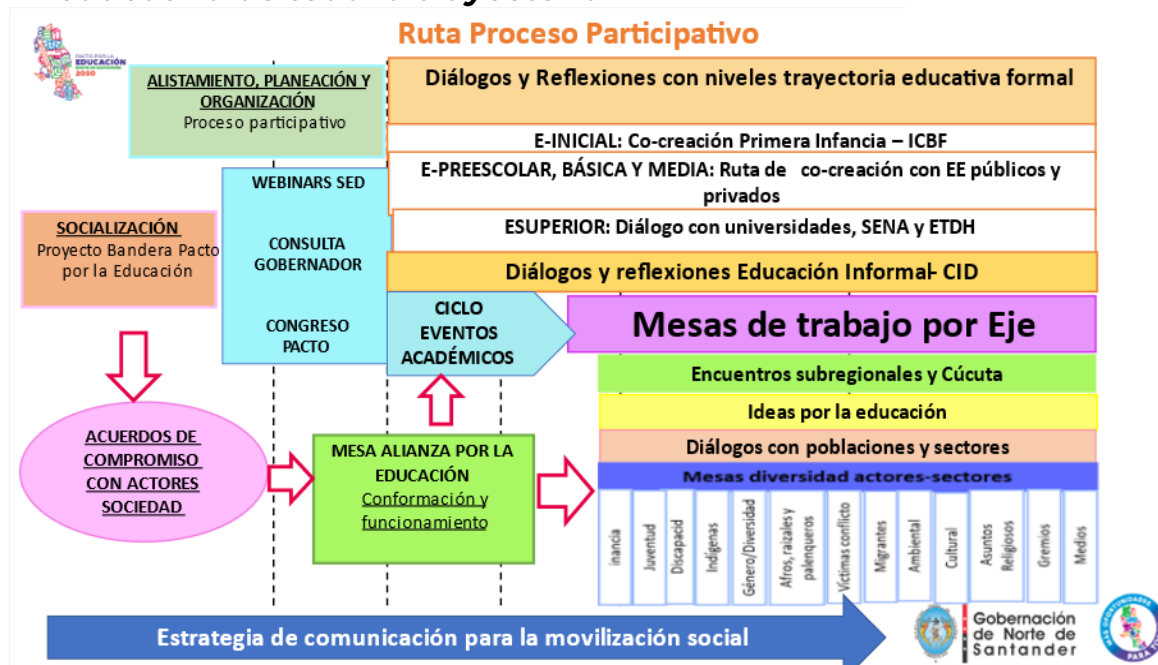 Ruta Proceso Participativo
PACTO POR LA
EDUCACIÓN
2050
ALISTAMIENTO, PLANEACIÓN Y
ORGANIZACIÓN
Proceso participativo
Diálogos y Reflexiones con niveles trayectoria educativa formal
E-INICIAL: Co-creación Primera Infancia – ICBF
E-PREESCOLAR, BÁSICA Y MEDIA: Ruta de co-creación con EE públicos y
privados
ESUPERIOR: Diálogo con universidades, SENA y ETDH
Diálogos y reflexiones Educación Informal- CID
WEBINARS SED
CONSULTA
GOBERNADOR
CONGRESO
PACTO
SOCIALIZACIÓN
Proyecto Bandera Pacto
por la Educación
CICLO
EVENTOS
ACADÉMICOS
Mesas de trabajo por Eje
Encuentros subregionales y Cúcuta
Ideas por la educación
Diálogos con poblaciones y sectores
Mesas diversidad actores-sectores
ACUERDOS DE
COMPROMISO
CON ACTORES
SOCIEDAD
MESA ALIANZA POR LA
EDUCACIÓN
Conformación y
funcionamiento
inancia
Juventud
Discapacid
Indígenas
Género/Diversidad
Afros, raizales y
palenqueros
Víctimas conflicto
Migrantes
Ambiental
Cultural
Asuntos
Religiosos
Gremios
Medios
Estrategia de comunicación para la movilización social
Gobernación
de Norte de
Santander
MÁS OPORTUNIDADES